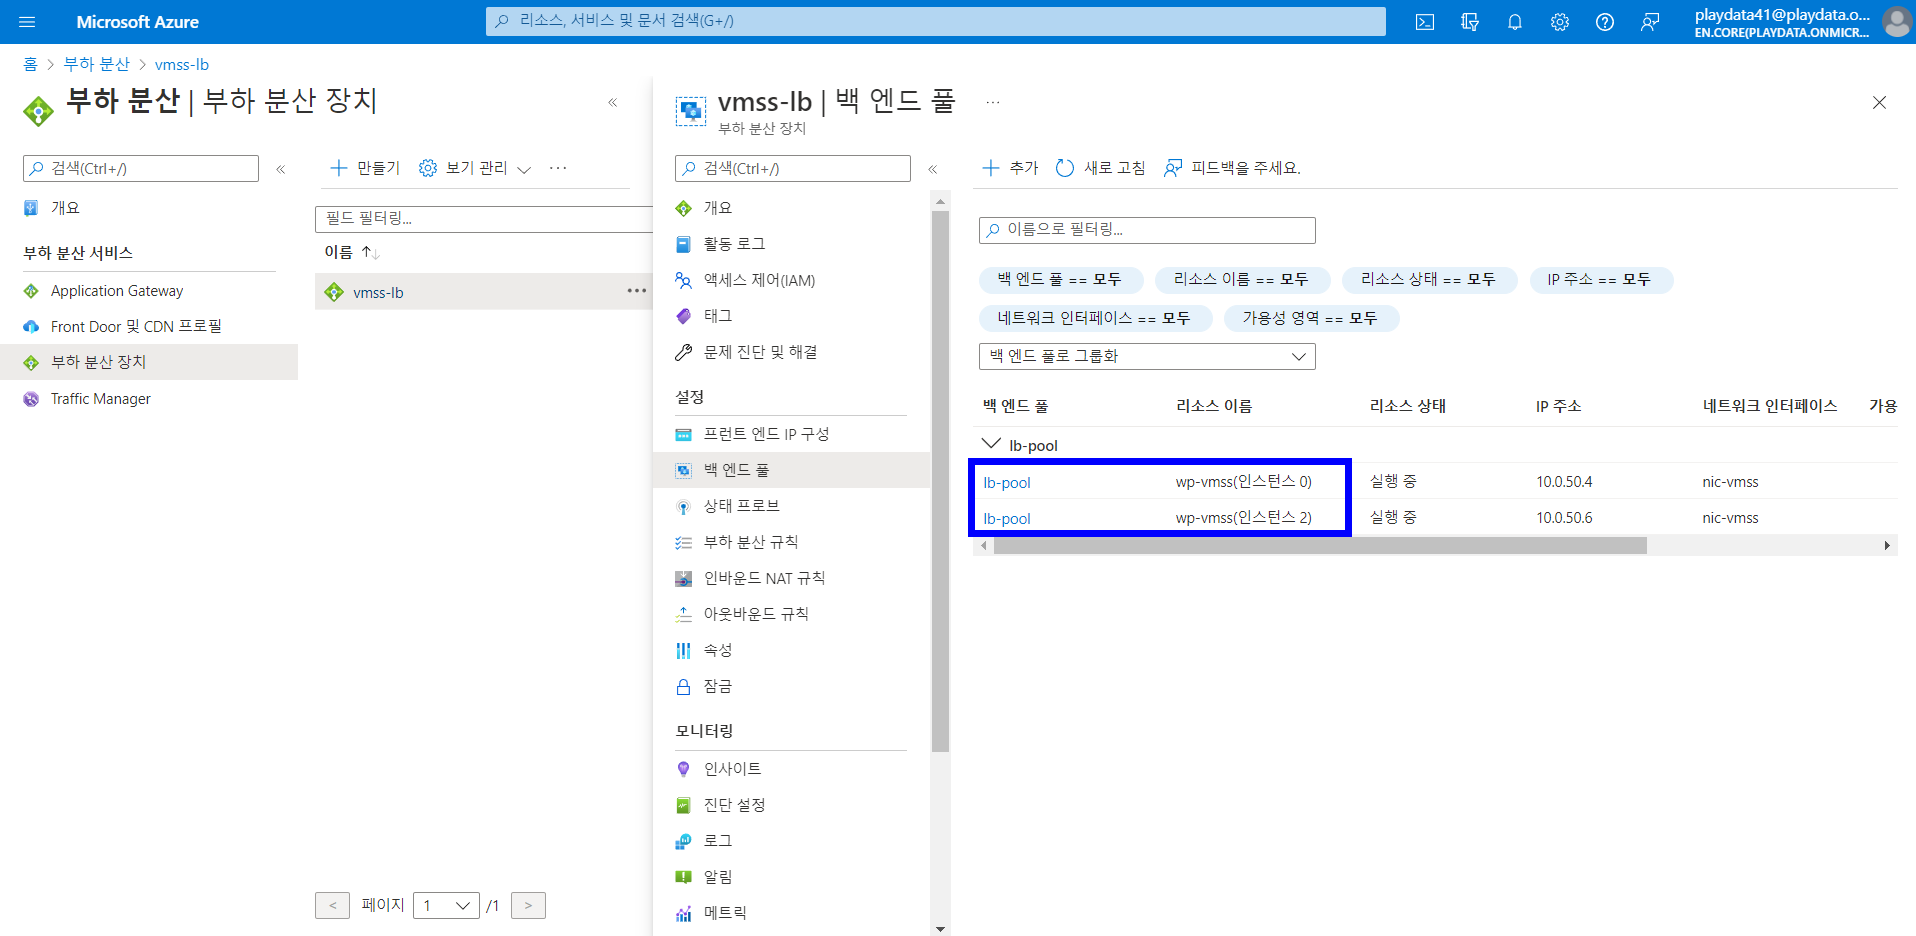 Microsoft Azure
리소스, 서비스 및 문서 검색(G+/)
playdata41@playdata.o...
EN.CORE(PLAYDATA.ONMICR...
홈 > 부하 분산 > vmss-lb
부하 분산 | 부하 분산 장치
«
검색(Ctrl+/)
«
개요
부하 분산 서비스
Application Gateway
Front Door 및 CDN 프로필
부하 분산 장치
Traffic Manager
만들기
보기 관리
...
필드 필터링...
이름 ↑↓
vmss-lb
...
<
페이지
1
/1
>
vmss-lb | 백 엔드 풀
...
부하 분산 장치
검색(Ctrl+/)
«
개요
활동 로그
액세스 제어(IAM)
태그
문제 진단 및 해결
설정
프런트 엔드 IP 구성
백 엔드 풀
상태 프로브
부하 분산 규칙
인바운드 NAT 규칙
아웃바운드 규칙
속성
잠금
모니터링
인사이트
진단 설정
로그
알림
메트릭
추가
새로 고침
피드백을 주세요.
이름으로 필터링...
백 엔드 풀 == 모두
리소스 이름 == 모두
리소스 상태 == 모두
IP 주소 == 모두
네트워크 인터페이스 == 모두
가용성 영역 == 모두
백 엔드 풀로 그룹화
백 엔드 풀 리소스 이름 리소스 상태 IP 주소 네트워크 인터페이스 가용
lb-pool
lb-pool wp-vmss(인스턴스 0) 실행 중 10.0.50.4 nic-vmss
lb-pool wp-vmss(인스턴스 2) 실행 중 10.0.50.6 nic-vmss